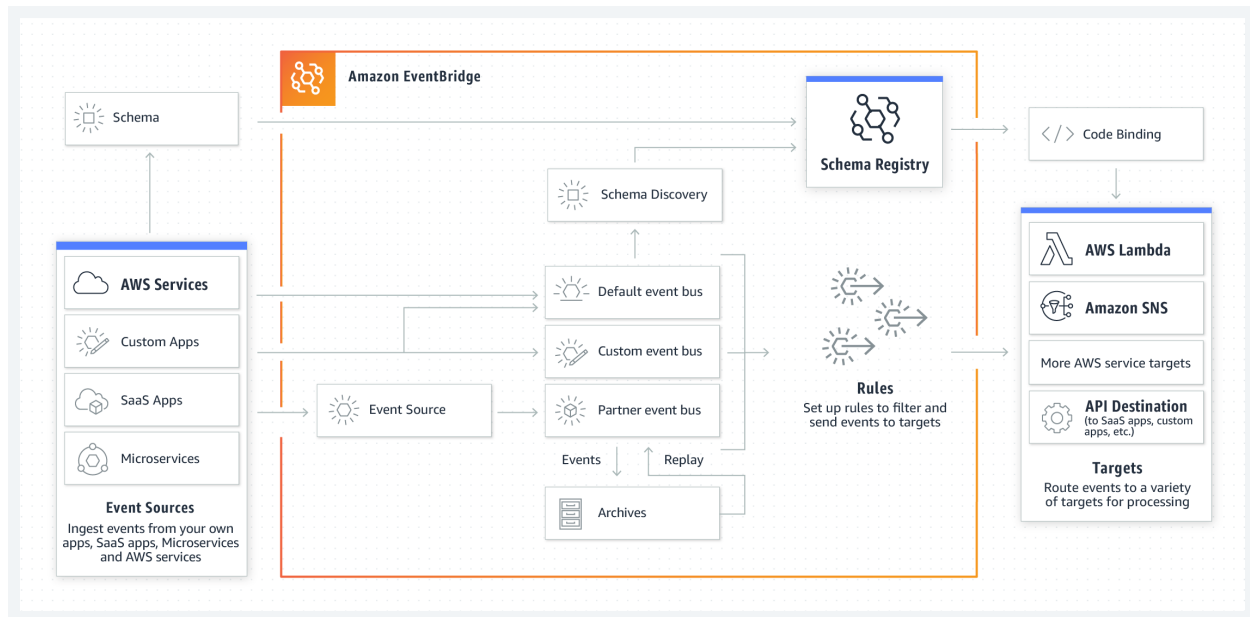 Amazon EventBridge
Schema
Schema Registry
Code Binding
Schema Discovery
AWS Services
Custom Apps
SaaS Apps
Microservices
Event Sources
Ingest events from your own
apps, SaaS apps, Microservices
and AWS services
Event Source
Default event bus
Custom event bus
Partner event bus
Events
Replay
Archives
Rules
Set up rules to filter and
send events to targets
AWS Lambda
Amazon SNS
More AWS service targets
API Destination
(to SaaS apps, custom
apps, etc.)
Targets
Route events to a variety
of targets for processing